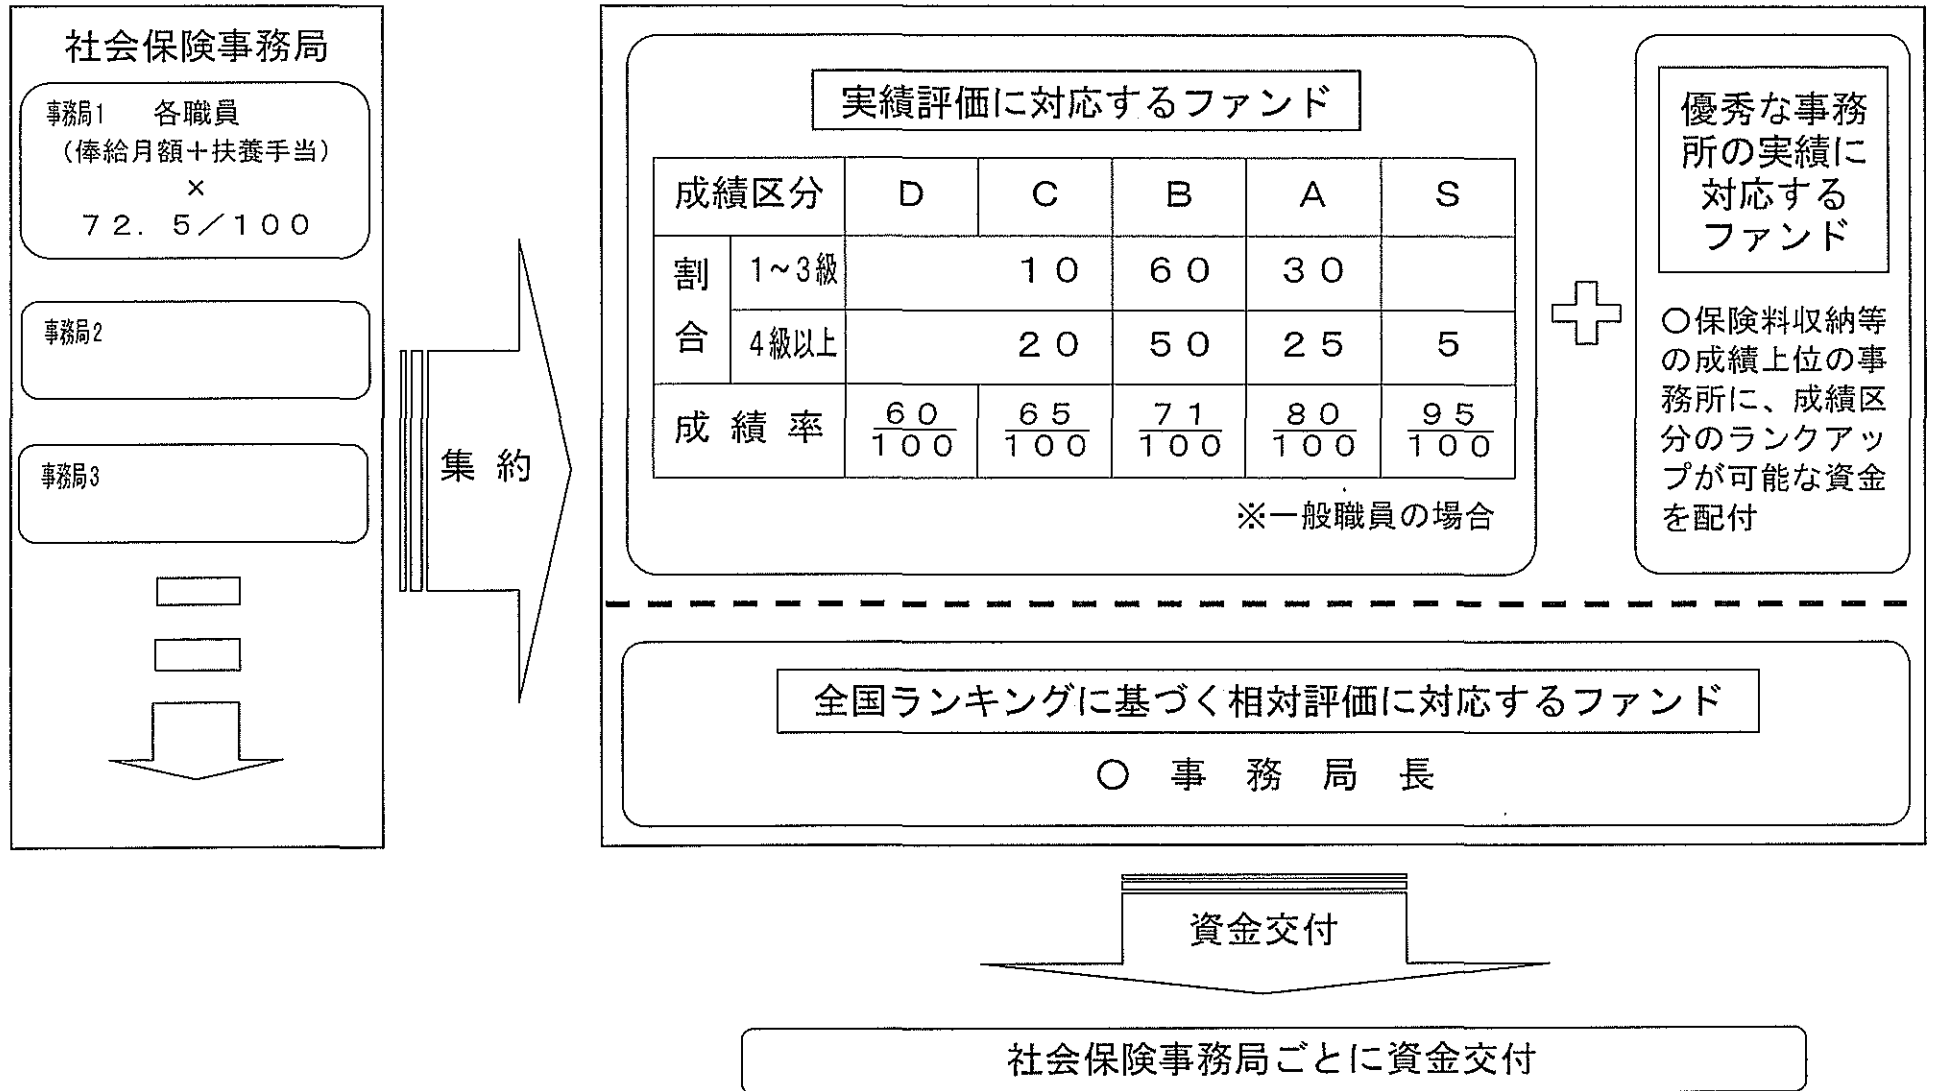 社会保険事務局
事務局1 各職員
(俸給月額+扶養手当)
×
72.5/100
事務局2
事務局3
集約
実績評価に対応するファンド
成績区分 D C B A S
割合 1~3級 10 60 30
4級以上 20 50 25 5
成績率 60/100 65/100 71/100 80/100 95/100
※一般職員の場合
優秀な事務
所の実績に
対応する
ファンド
○保険料収納等
の成績上位の事
務所に、成績区
分のランクアッ
プが可能な資金
を配付
全国ランキングに基づく相対評価に対応するファンド
○事務局長
資金交付
社会保険事務局ごとに資金交付